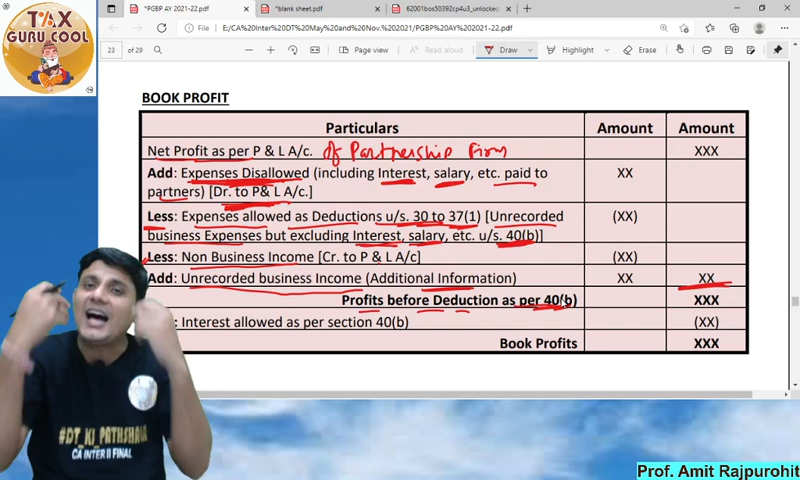 TAX
GURU COOL
*PGBP AY 2021-22.pdf
*blank sheet.pdf
62001bos50392cp4u3_unlocked
E:/CA%20Inter%20DT%20May%20and%20Nov.%202021/PGBP%20AY%202021-22.pdf
23 of 29
Page view
Draw
Highlight
Erase
BOOK PROFIT
Particulars Amount Amount
Net Profit as per P & L A/c. Of Partnership Firm XXX
Add: Expenses Disallowed (including Interest, salary, etc. paid to XX
partners) [Dr. to P& L A/c.]
Less: Expenses allowed as Deductions u/s. 30 to 37(1) [Unrecorded (XX)
business Expenses but excluding Interest, salary, etc. u/s. 40(b)]
Less: Non Business Income [Cr. to P & L A/c] (XX)
Add: Unrecorded business Income (Additional Information) XX XX
Profits before Deduction as per 40(b) XXX
: Interest allowed as per section 40(b) (XX)
Book Profits XXX
#DT_KI_PATHSHALA
CA INTER II FINAL
Prof. Amit Rajpurohit